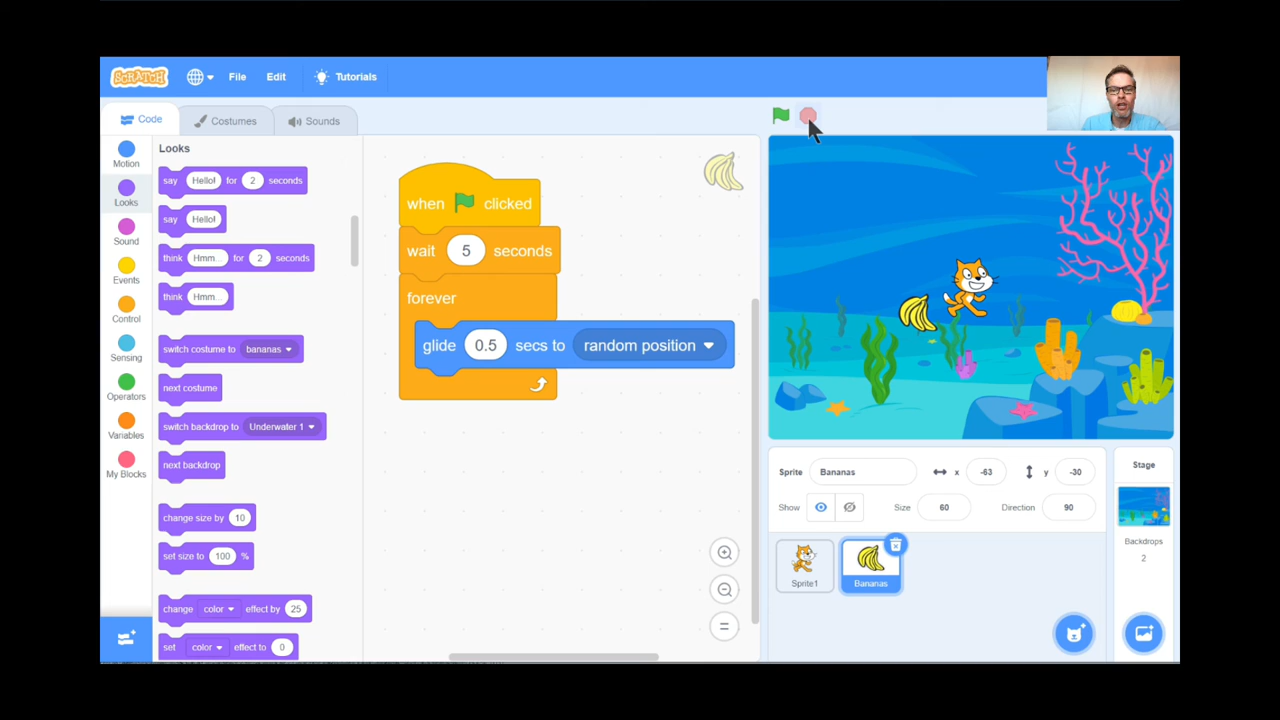 SCRATCH File Edit Tutorials
Code Costumes Sounds
Motion
Looks
Sound
Events
Control
Sensing
Operators
Variables
My Blocks
Looks
say Hello! for 2 seconds
say Hello!
think Hmm... for 2 seconds
think Hmm...
switch costume to bananas
next costume
switch backdrop to Underwater 1
next backdrop
change size by 10
set size to 100 %
change color effect by 25
set color effect to 0
when clicked
wait 5 seconds
forever
glide 0.5 secs to random position
Sprite Bananas x -63 y -30
Show Size 60 Direction 90
Sprite1
Bananas
Stage
Backdrops
2